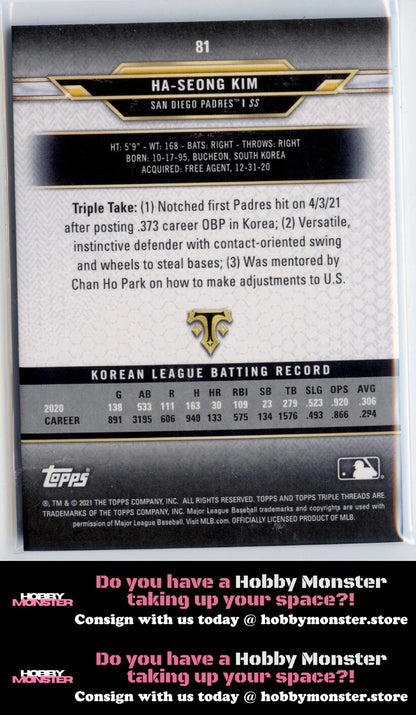 81
HA-SEONG KIM
SAN DIEGO PADRES™ | SS
HT: 5'9" - WT: 168 - BATS: RIGHT - THROWS: RIGHT
BORN: 10-17-95, BUCHEON, SOUTH KOREA
ACQUIRED: FREE AGENT, 12-31-20
Triple Take: (1) Notched first Padres hit on 4/3/21
after posting .373 career OBP in Korea; (2) Versatile,
instinctive defender with contact-oriented swing
and wheels to steal bases; (3) Was mentored by
Chan Ho Park on how to make adjustments to U.S.
T
KOREAN LEAGUE BATTING RECORD
G AB R H HR RBI SB TB SLG OPS AVG
2020 138 533 111 163 30 109 23 279 .523 .920 .306
CAREER 891 3195 606 940 133 575 134 1576 .493 .866 .294
Topps
®, TM & © 2021 THE TOPPS COMPANY, INC. ALL RIGHTS RESERVED. TOPPS AND TOPPS TRIPLE THREADS ARE
TRADEMARKS OF THE TOPPS COMPANY, INC. Major League Baseball trademarks and copyrights are used with
permission of Major League Baseball. Visit MLB.com. OFFICIALLY LICENSED PRODUCT OF MLB.
HOBBY
MONSTER
Do you have a Hobby Monster
taking up your space?!
Consign with us today @ hobbymonster.store
HOBBY
MONSTER
Do you have a Hobby Monster
taking up your space?!
Consign with us today @ hobbymonster.store